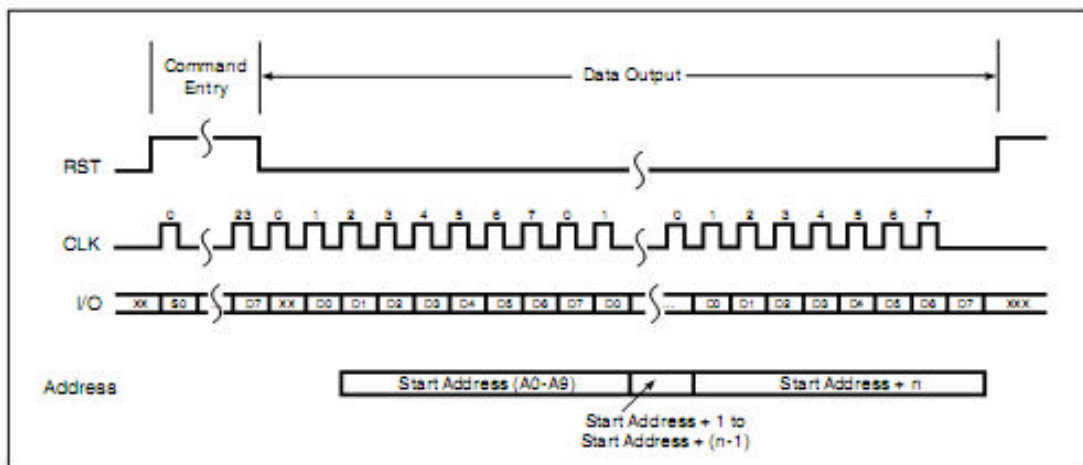 Command
Entry
Data Output
RST
0 23 0 1 2 3 4 5 6 7 0 1 0 1 2 3 4 5 6 7
CLK
I/O XX S0 D7 XX D0 D1 D2 D3 D4 D5 D6 D7 D0 ... D0 D1 D2 D3 D4 D5 D6 D7 XXX
Address Start Address (A0-A9) Start Address + n
Start Address + 1 to
Start Address + (n-1)